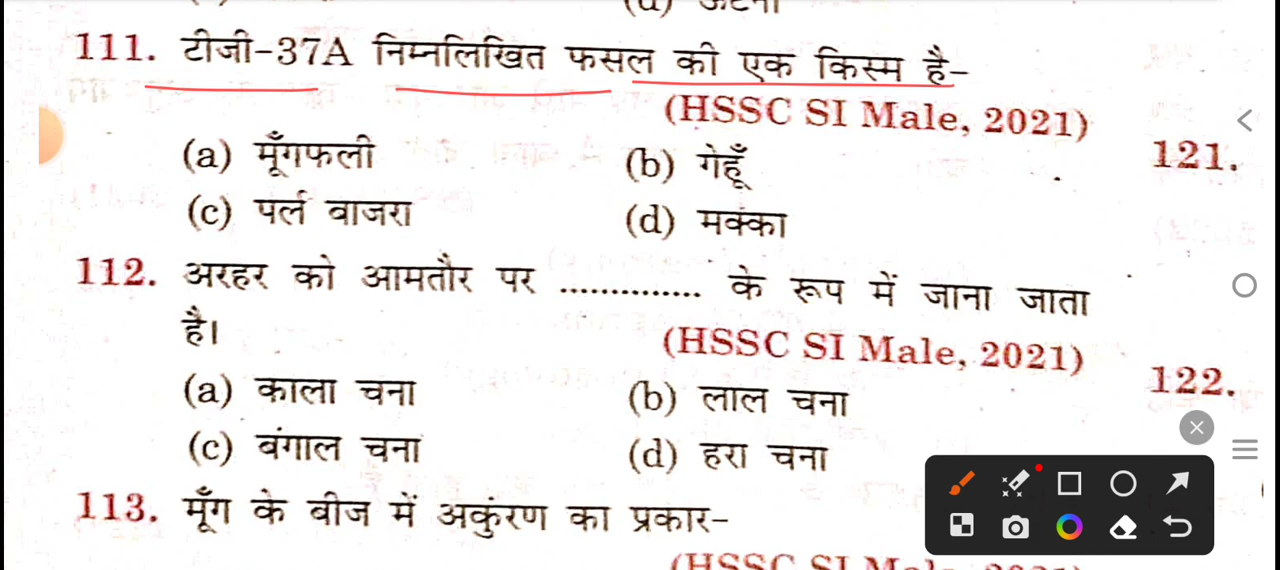 111. टीजी-37A निम्नलिखित फसल की एक किस्म है-
(HSSC SI Male, 2021)
(a) मूँगफली (b) गेहूँ
(c) पर्ल बाजरा (d) मक्का
112. अरहर को आमतौर पर .............. के रूप में जाना जाता
है।
(HSSC SI Male, 2021)
(a) काला चना (b) लाल चना
(c) बंगाल चना (d) हरा चना
113. मूँग के बीज में अकुंरण का प्रकार-
121.
122.